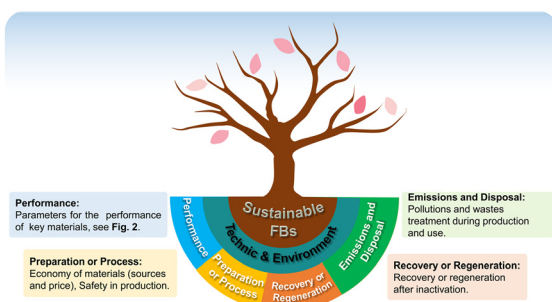 Performance:
Parameters for the performance
of key materials, see Fig. 2.
Preparation or Process:
Economy of materials (sources
and price), Safety in production.
Sustainable
FBs
Technic & Environment
Performance
Preparation
or Process
Recovery or
Regeneration
Emissions and
Disposal
Emissions and Disposal:
Pollutions and wastes
treatment during production
and use.
Recovery or Regeneration:
Recovery or regeneration
after inactivation.